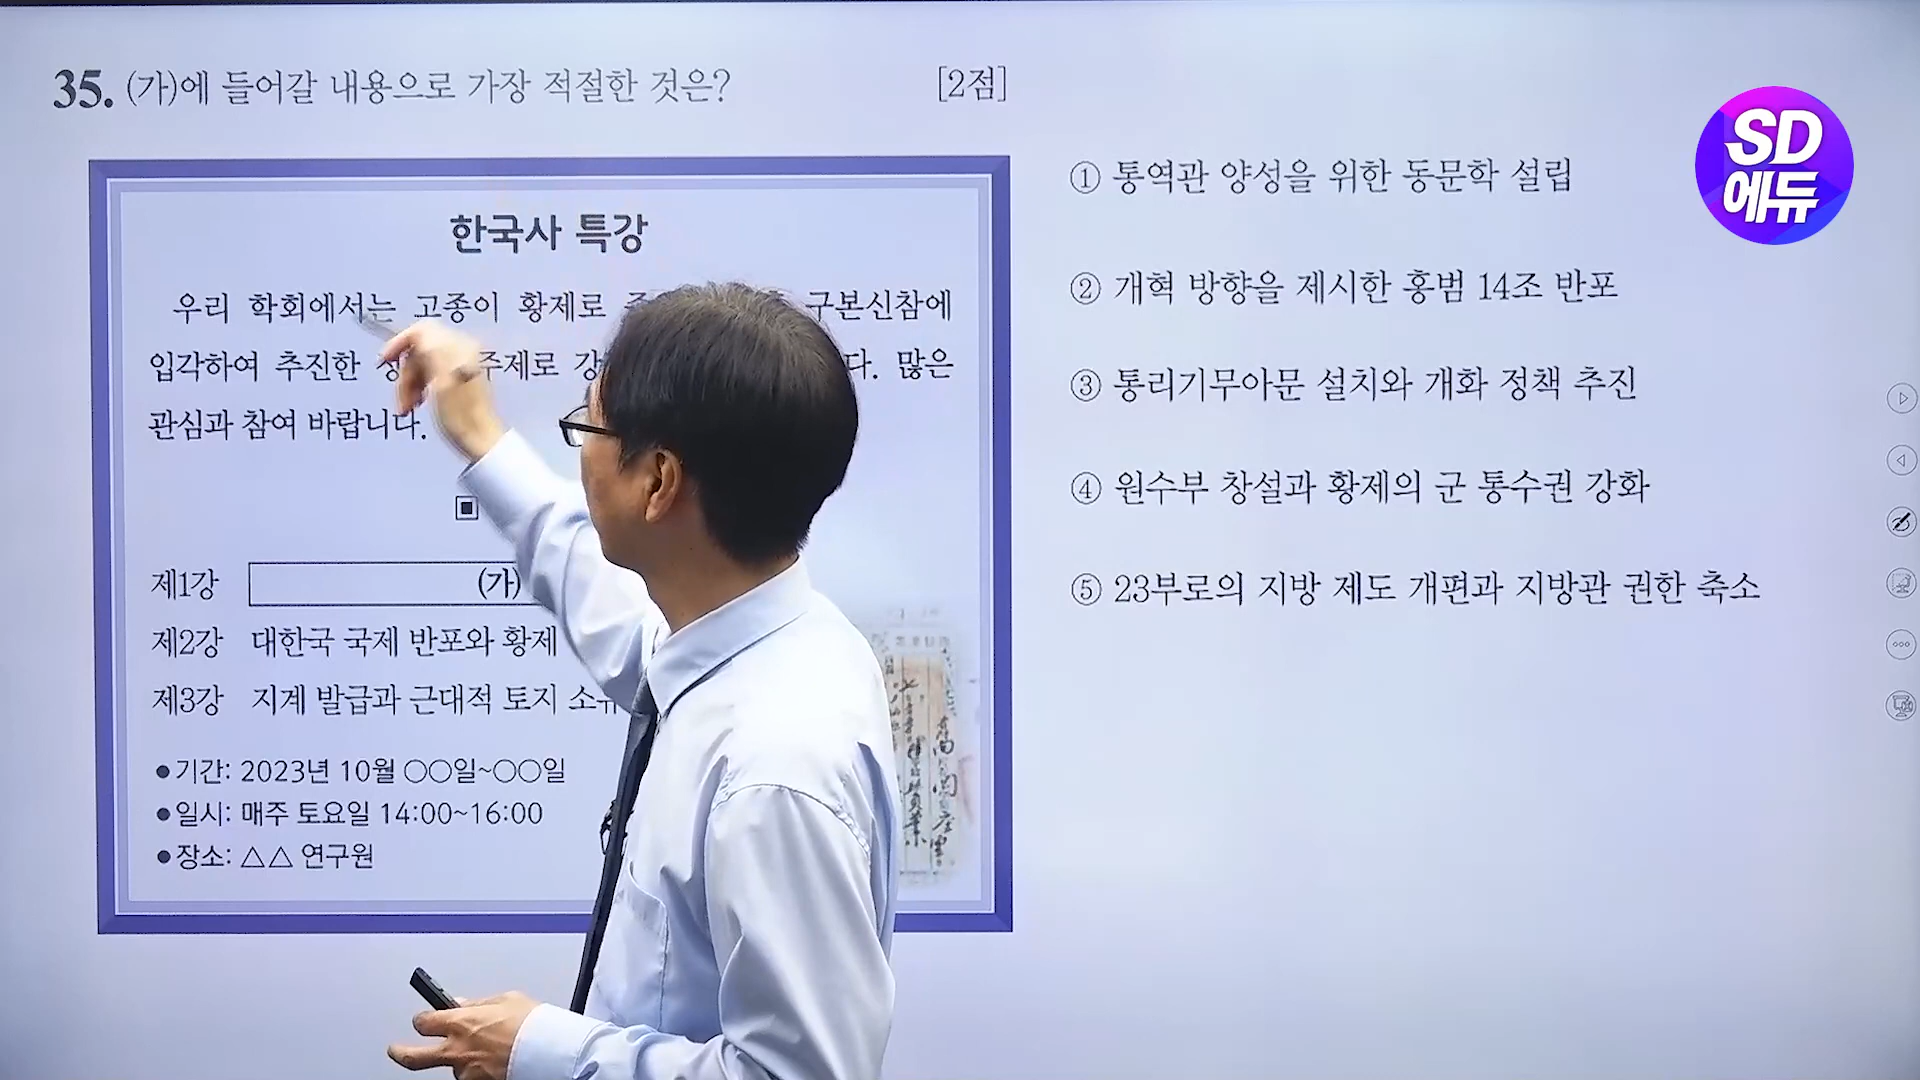 35. (가)에 들어갈 내용으로 가장 적절한 것은? [2점]
한국사 특강
우리 학회에서는 고종이 황제로 구본신참에
입각하여 추진한 주제로 많은
관심과 참여 바랍니다.
제1강 (가)
제2강 대한국 국제 반포와 황제
제3강 지계 발급과 근대적 토지
●기간: 2023년 10월 ○○일~○○일
●일시: 매주 토요일 14:00~16:00
●장소: △△ 연구원
① 통역관 양성을 위한 동문학 설립
② 개혁 방향을 제시한 홍범 14조 반포
③ 통리기무아문 설치와 개화 정책 추진
④ 원수부 창설과 황제의 군 통수권 강화
⑤ 23부로의 지방 제도 개편과 지방관 권한 축소
SD
에듀